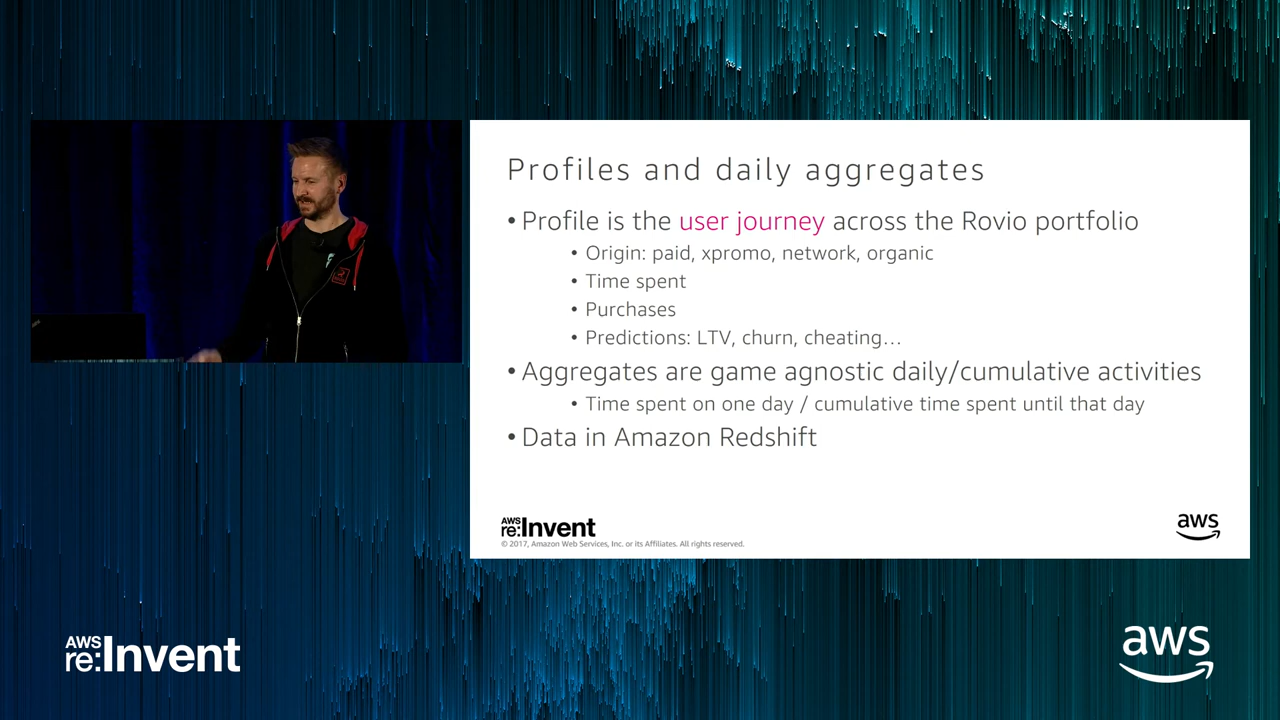 Profiles and daily aggregates
• Profile is the user journey across the Rovio portfolio
• Origin: paid, xpromo, network, organic
• Time spent
• Purchases
• Predictions: LTV, churn, cheating…
• Aggregates are game agnostic daily/cumulative activities
• Time spent on one day / cumulative time spent until that day
• Data in Amazon Redshift
AWS
re:Invent
© 2017, Amazon Web Services, Inc. or its Affiliates. All rights reserved.
aws
AWS
re:Invent
aws